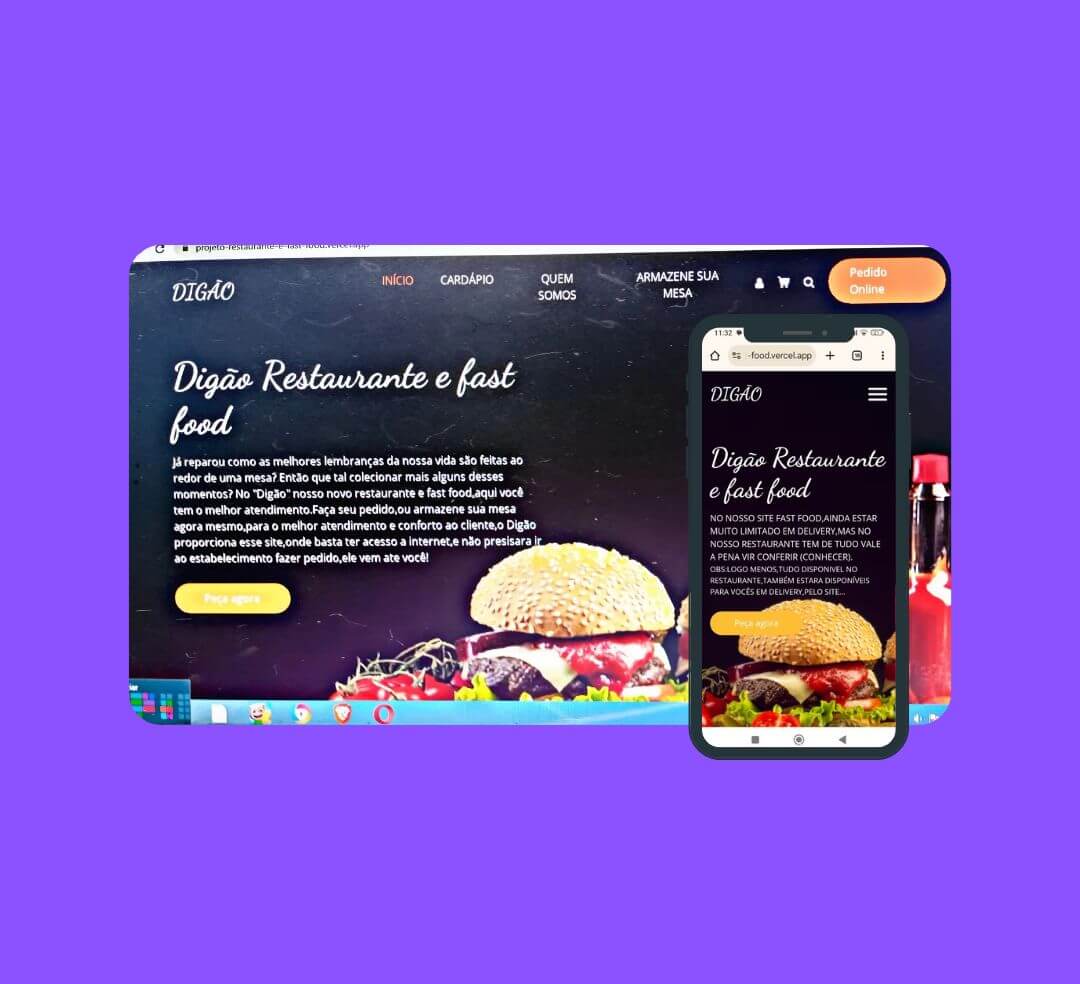 projeto-restaurante-e-fast-food.vercel.app
DIGÃO
INÍCIO
CARDÁPIO
QUEM
SOMOS
ARMAZENE SUA
MESA
Pedido
Online
Digão Restaurante e fast
food
Já reparou como as melhores lembranças da nossa vida são feitas ao
redor de uma mesa? Então que tal colecionar mais alguns desses
momentos? No "Digão" nosso novo restaurante e fast food,aqui você
tem o melhor atendimento.Faça seu pedido,ou armazene sua mesa
agora mesmo,para o melhor atendimento e conforto ao cliente,o Digão
proporciona esse site,onde basta ter acesso a internet,e não presisara ir
ao estabelecimento fazer pedido,ele vem ate você!
Peça agora
11:32
-food.vercel.app
DIGÃO
Digão Restaurante
e fast food
NO NOSSO SITE FAST FOOD,AINDA ESTAR
MUITO LIMITADO EM DELIVERY,MAS NO
NOSSO RESTAURANTE TEM DE TUDO VALE
A PENA VIR CONFERIR (CONHECER).
OBS:LOGO MENOS,TUDO DISPONIVEL NO
RESTAURANTE,TAMBÉM ESTARA DISPONÍVEIS
PARA VOCÊS EM DELIVERY,PELO SITE...
Peça agora